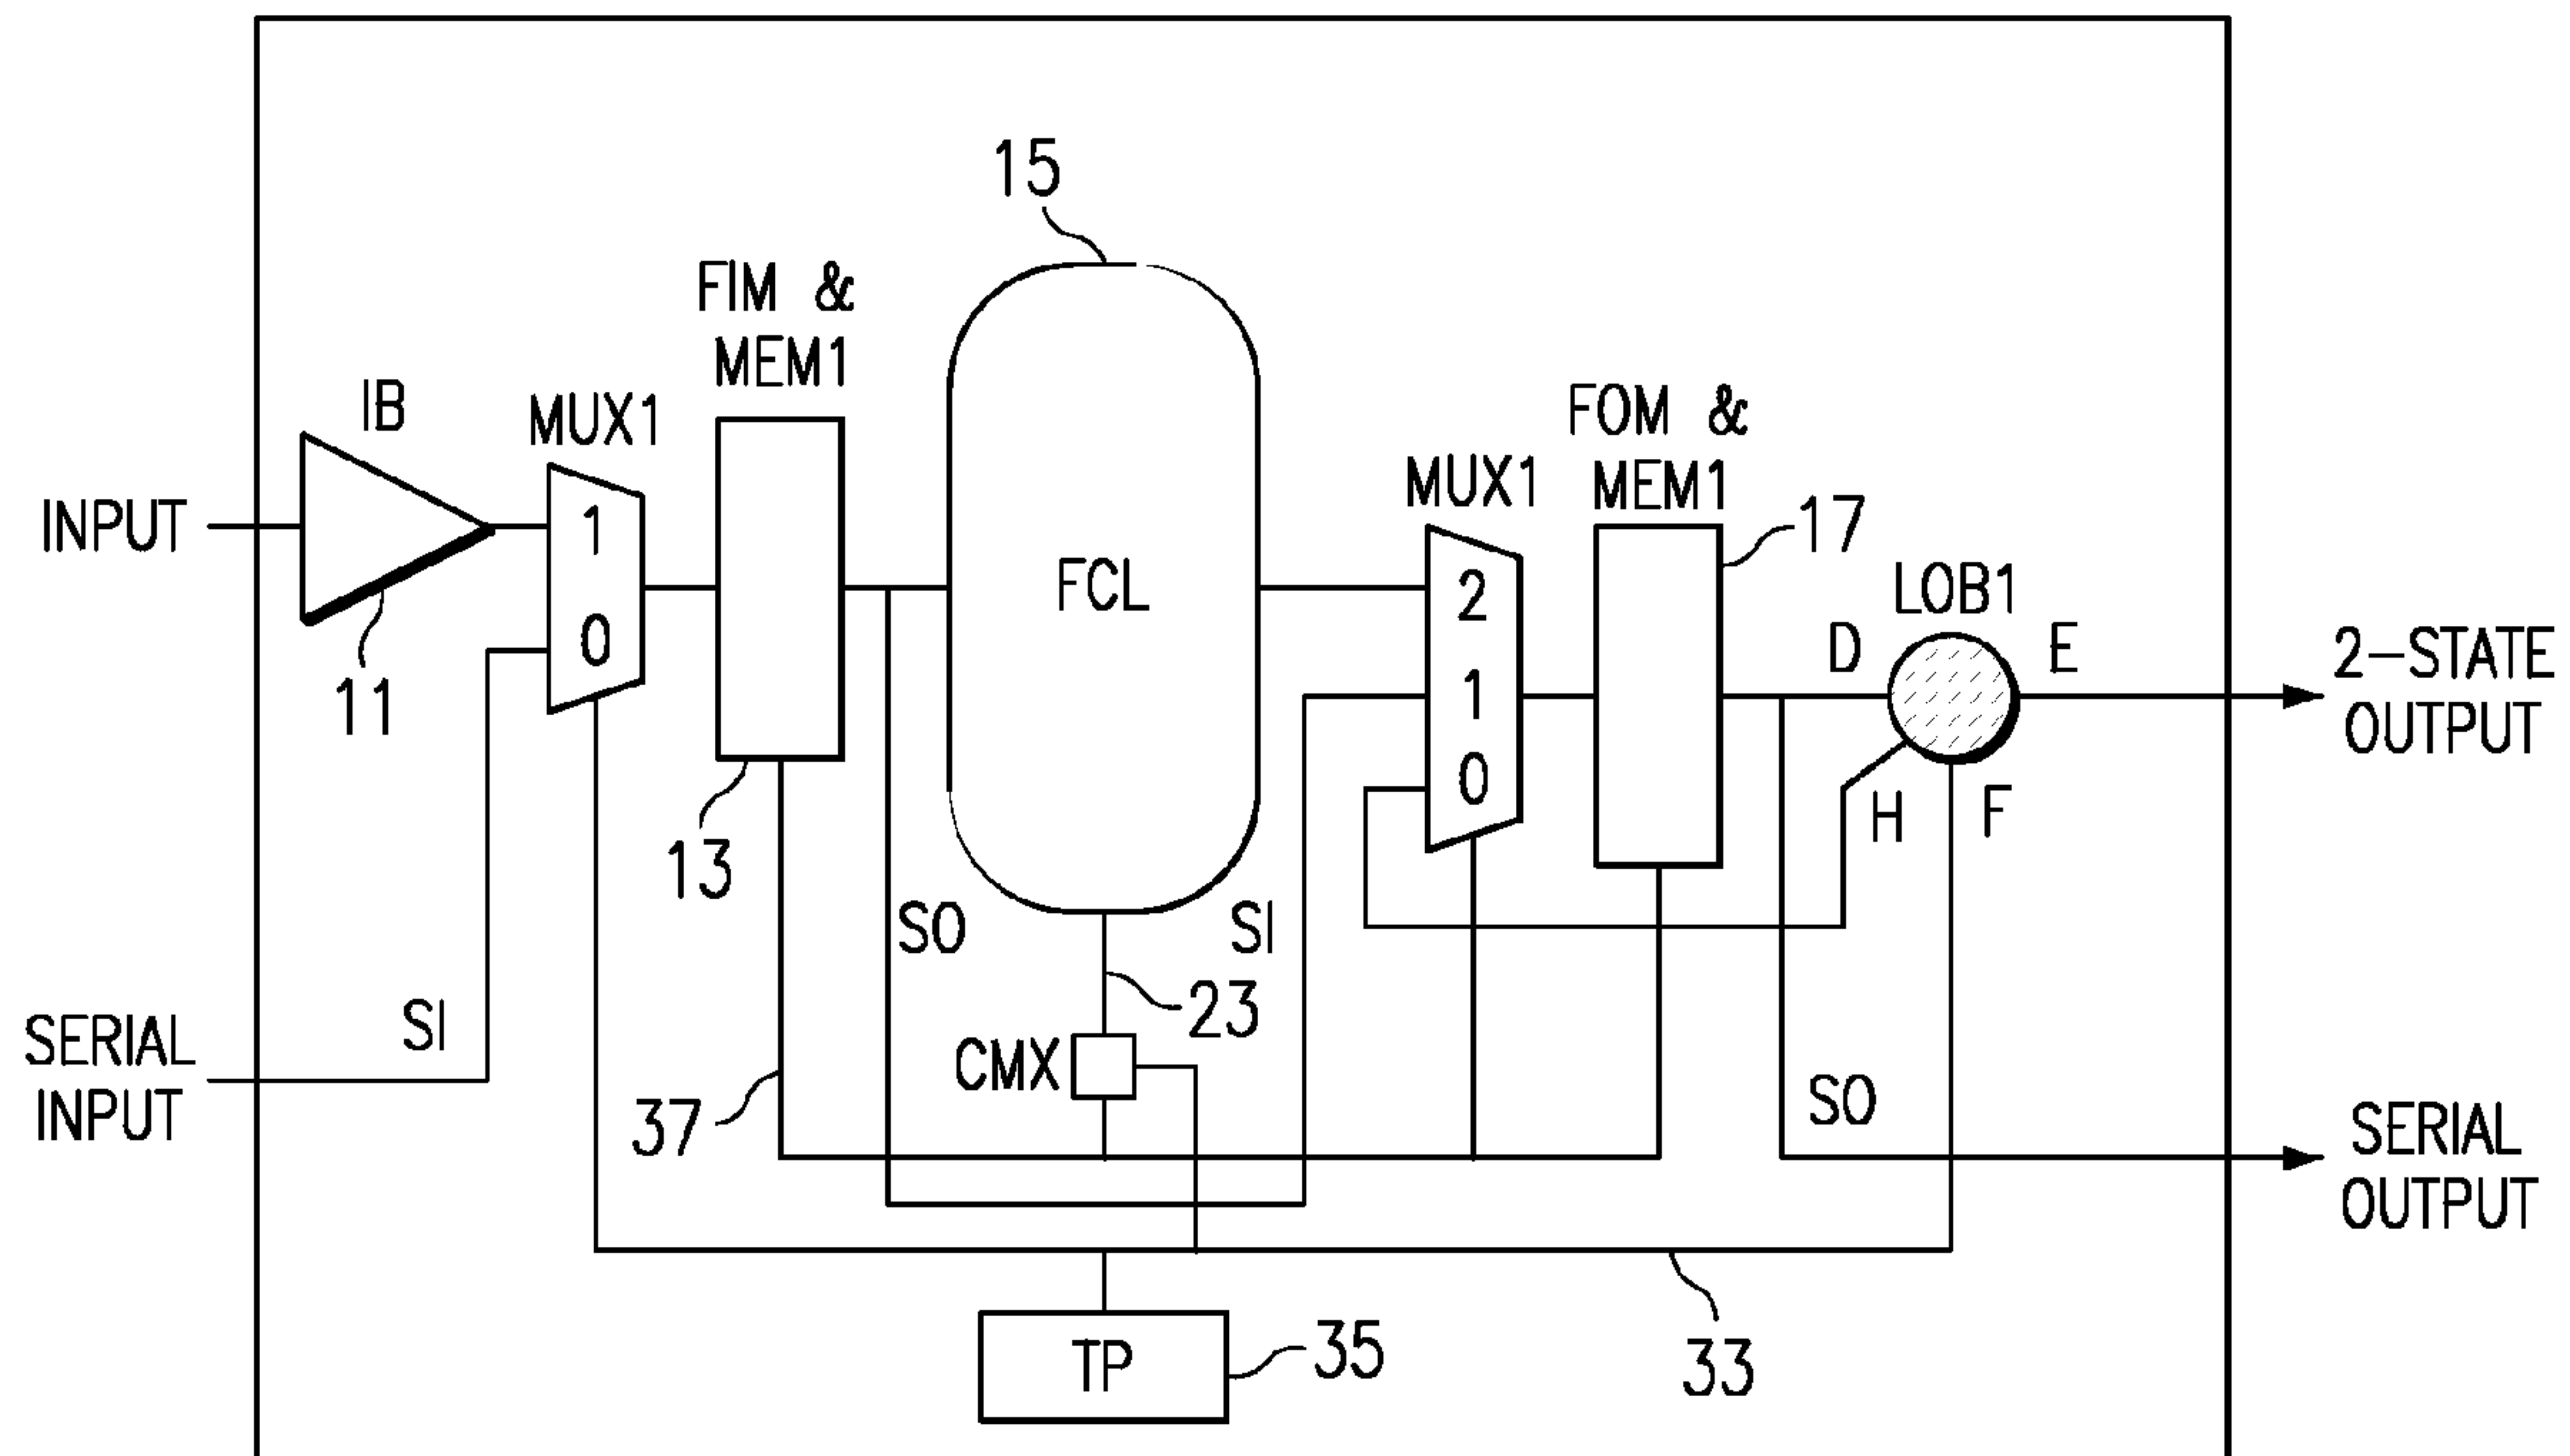 15
FIM &
MEM1
IB
MUX1
FOM &
MEM1
MUX1
17
INPUT
1
0
FCL
2
1
0
LOB1
D
E
2-STATE
OUTPUT
11
13
H
F
SO
SI
23
SI
SERIAL
INPUT
CMX
37
SO
SERIAL
OUTPUT
TP
35
33